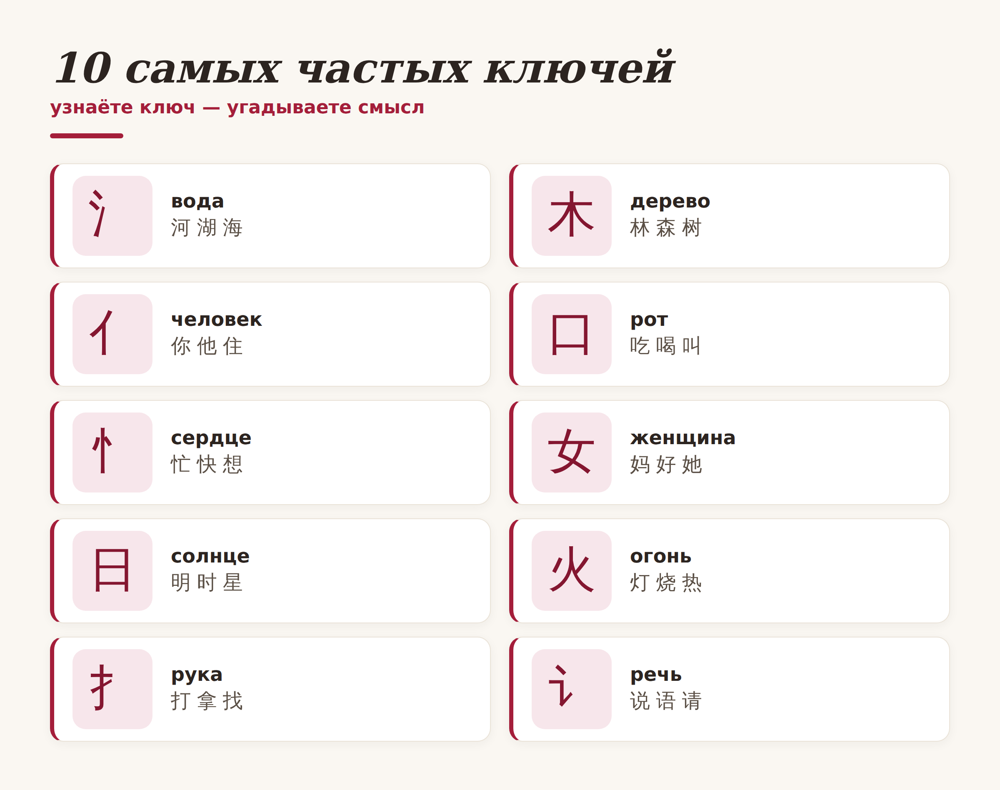 10 самых частых ключей
узнаёте ключ — угадываете смысл
氵
вода
河 湖 海
木
дерево
林 森 树
亻
человек
你 他 住
口
рот
吃 喝 叫
忄
сердце
忙 快 想
女
женщина
妈 好 她
日
солнце
明 时 星
火
огонь
灯 烧 热
扌
рука
打 拿 找
讠
речь
说 语 请